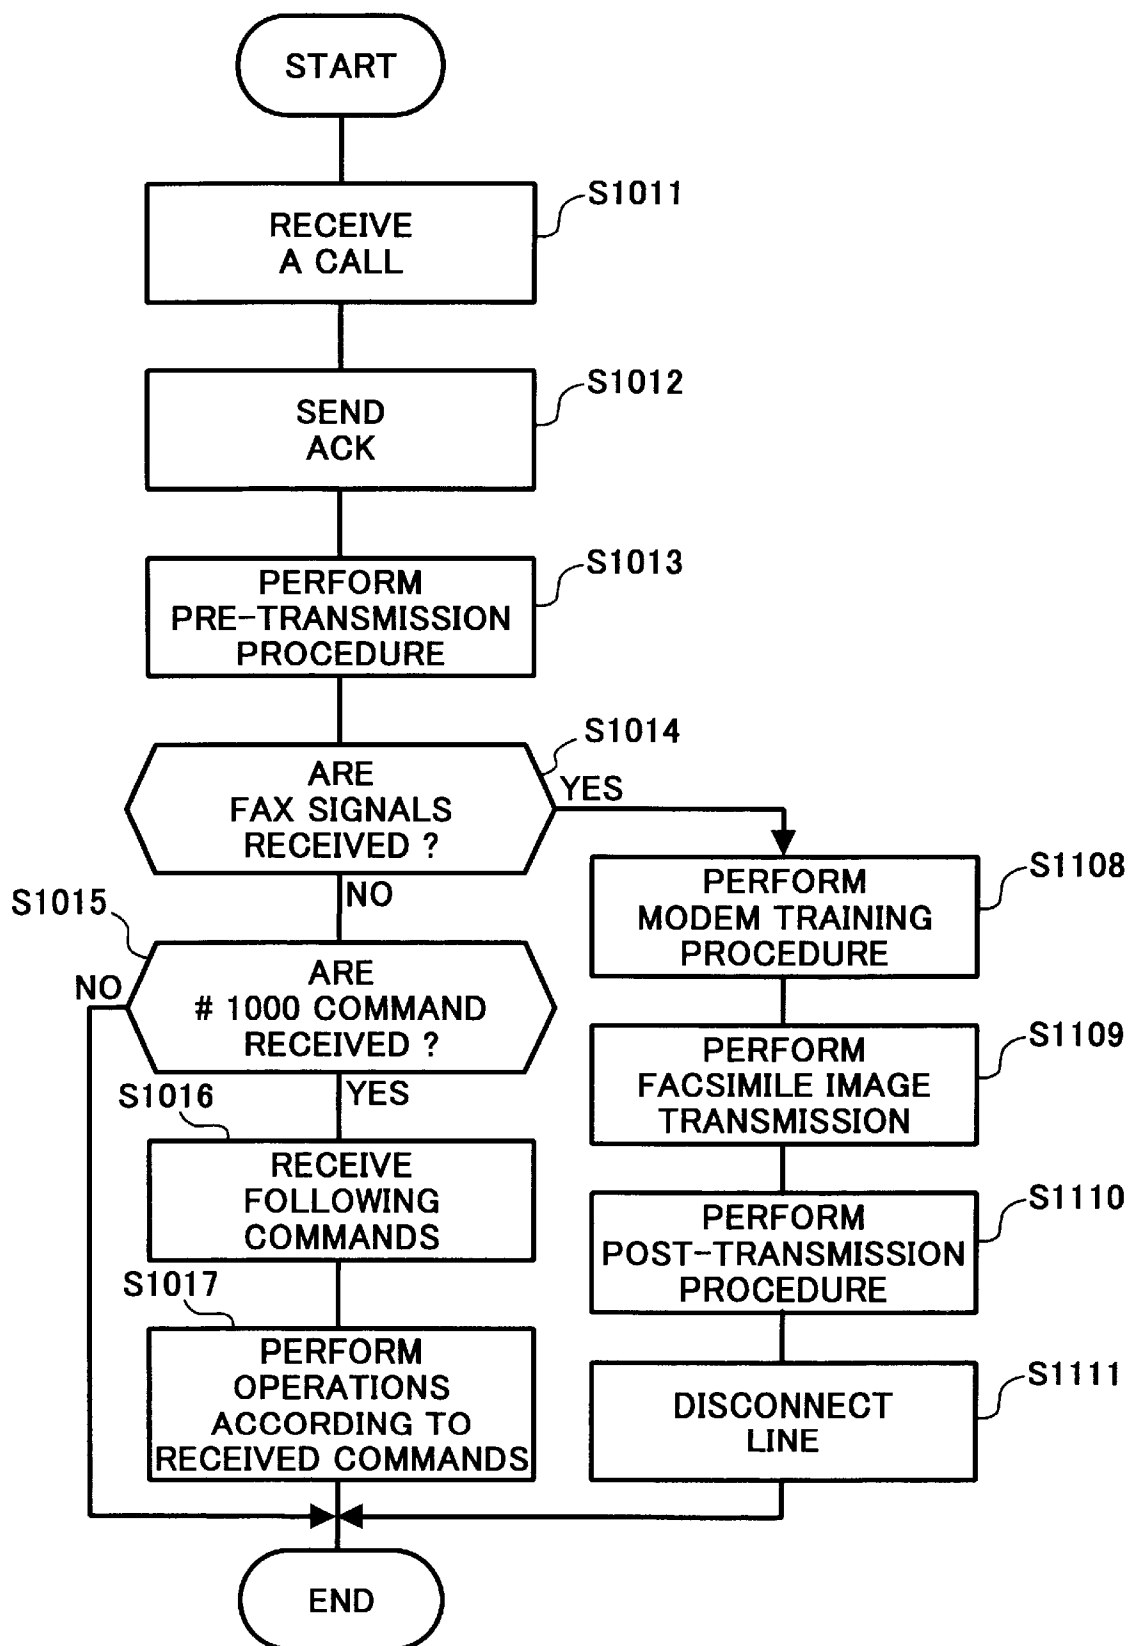 START
S1011
RECEIVE
A CALL
S1012
SEND
ACK
S1013
PERFORM
PRE-TRANSMISSION
PROCEDURE
S1014
ARE
FAX SIGNALS
RECEIVED ?
YES
NO
S1015
ARE
# 1000 COMMAND
RECEIVED ?
NO
YES
S1016
RECEIVE
FOLLOWING
COMMANDS
S1017
PERFORM
OPERATIONS
ACCORDING TO
RECEIVED COMMANDS
S1108
PERFORM
MODEM TRAINING
PROCEDURE
S1109
PERFORM
FACSIMILE IMAGE
TRANSMISSION
S1110
PERFORM
POST-TRANSMISSION
PROCEDURE
S1111
DISCONNECT
LINE
END